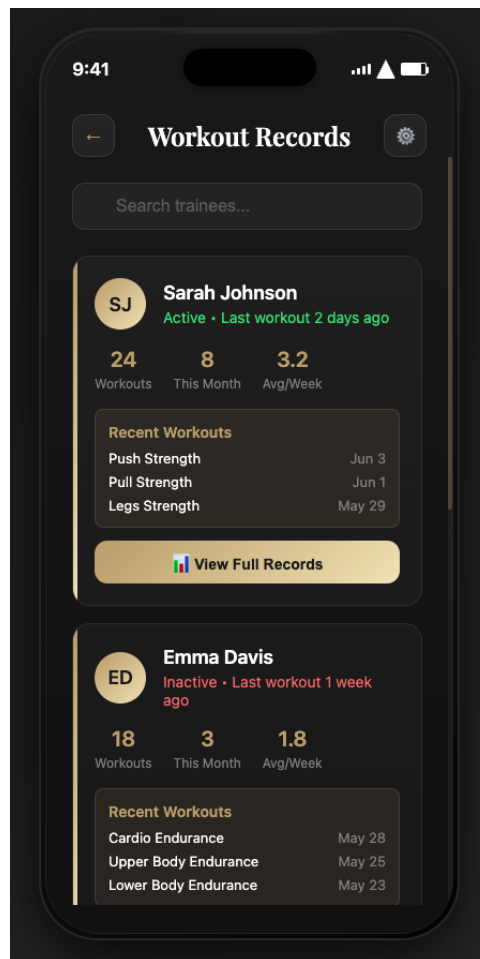 9:41
←
Workout Records
Search trainees...
SJ
Sarah Johnson
Active • Last workout 2 days ago
24 8 3.2
Workouts This Month Avg/Week
Recent Workouts
Push Strength Jun 3
Pull Strength Jun 1
Legs Strength May 29
View Full Records
ED
Emma Davis
Inactive • Last workout 1 week
ago
18 3 1.8
Workouts This Month Avg/Week
Recent Workouts
Cardio Endurance May 28
Upper Body Endurance May 25
Lower Body Endurance May 23